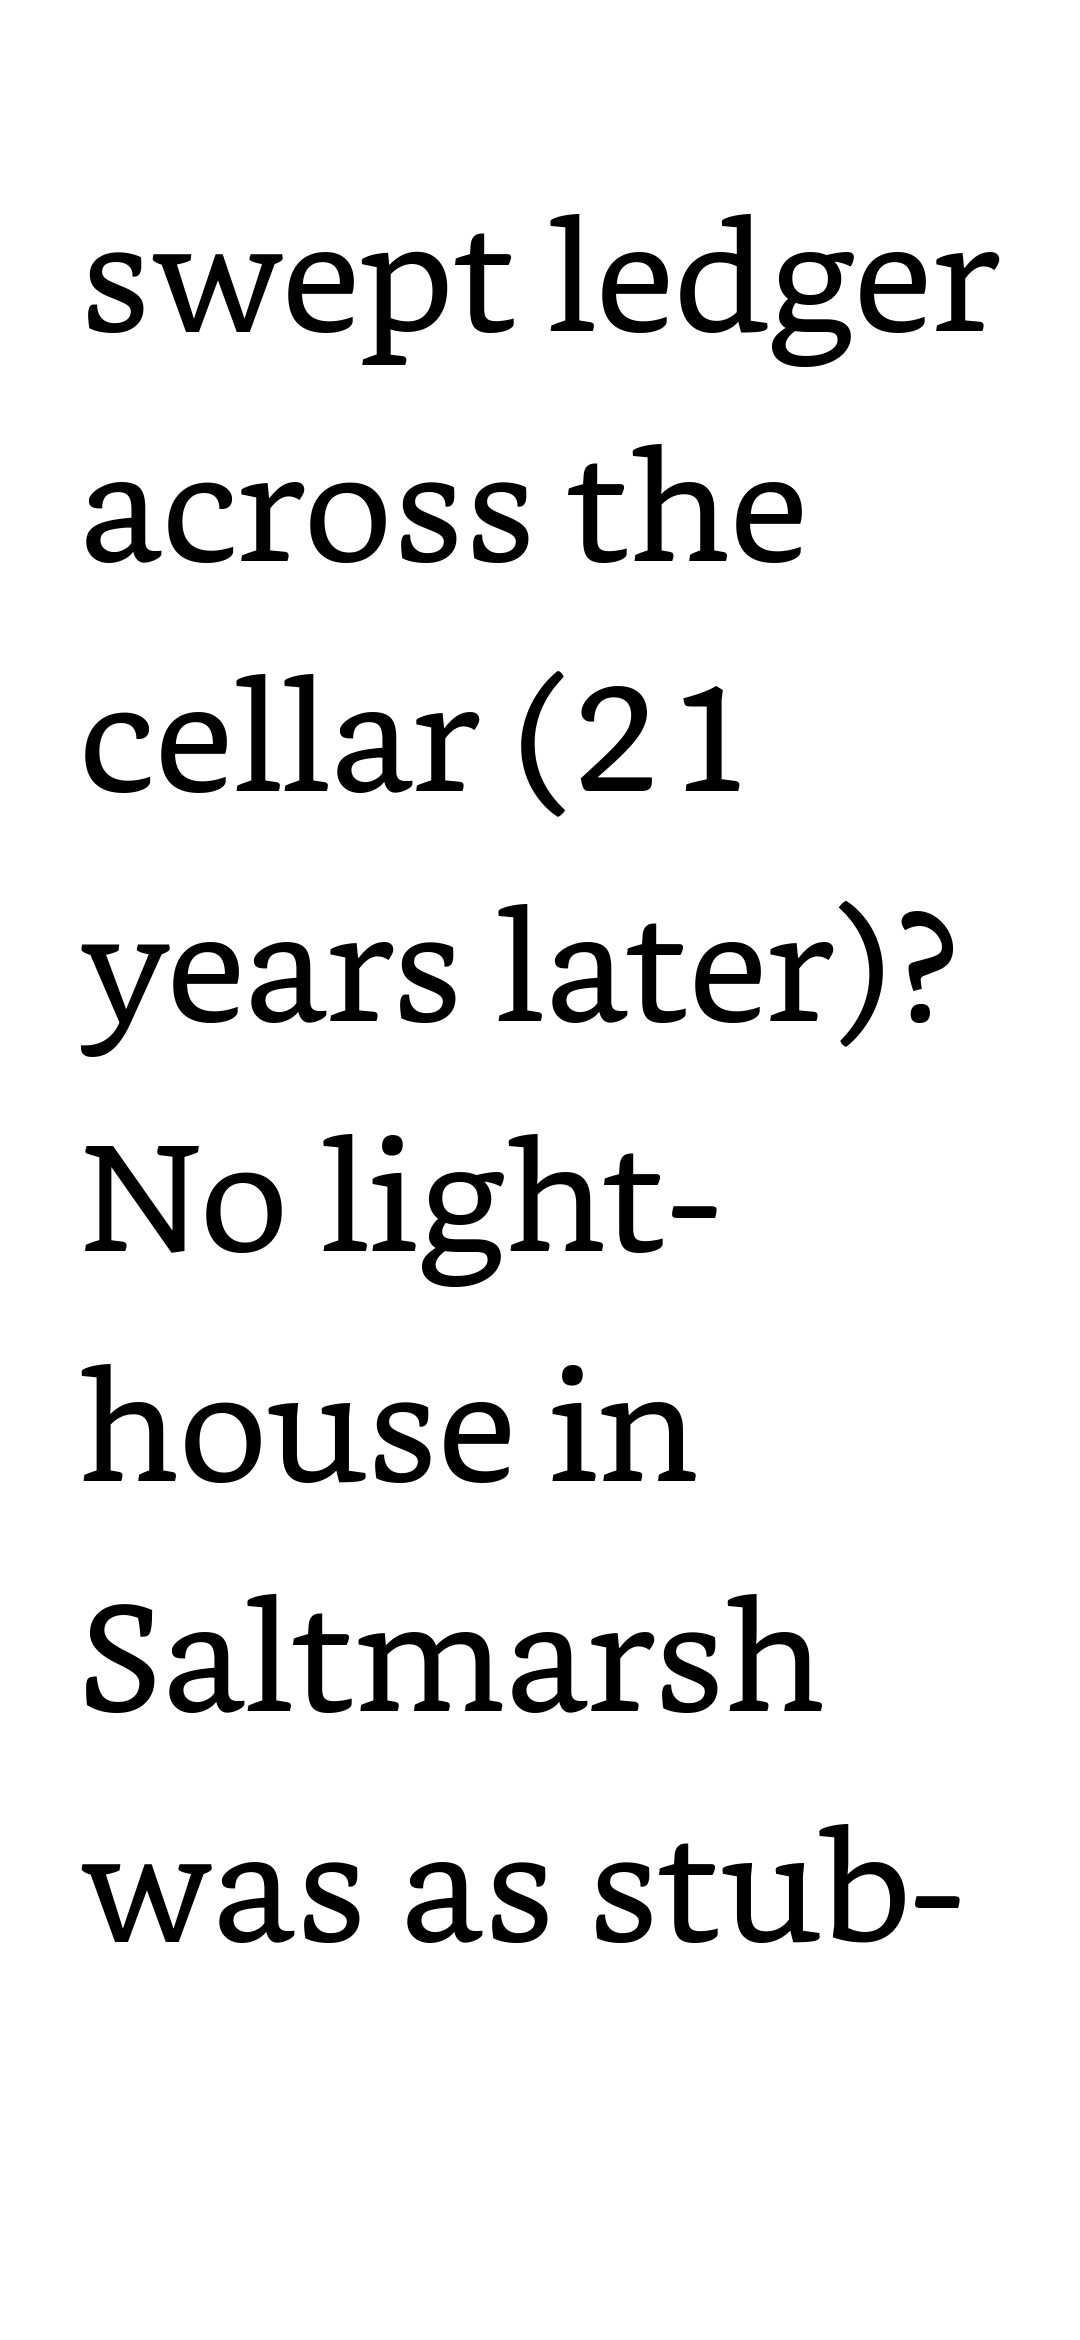 swept ledger
across the
cellar (21
years later)?
No light-
house in
Saltmarsh
was as stub-